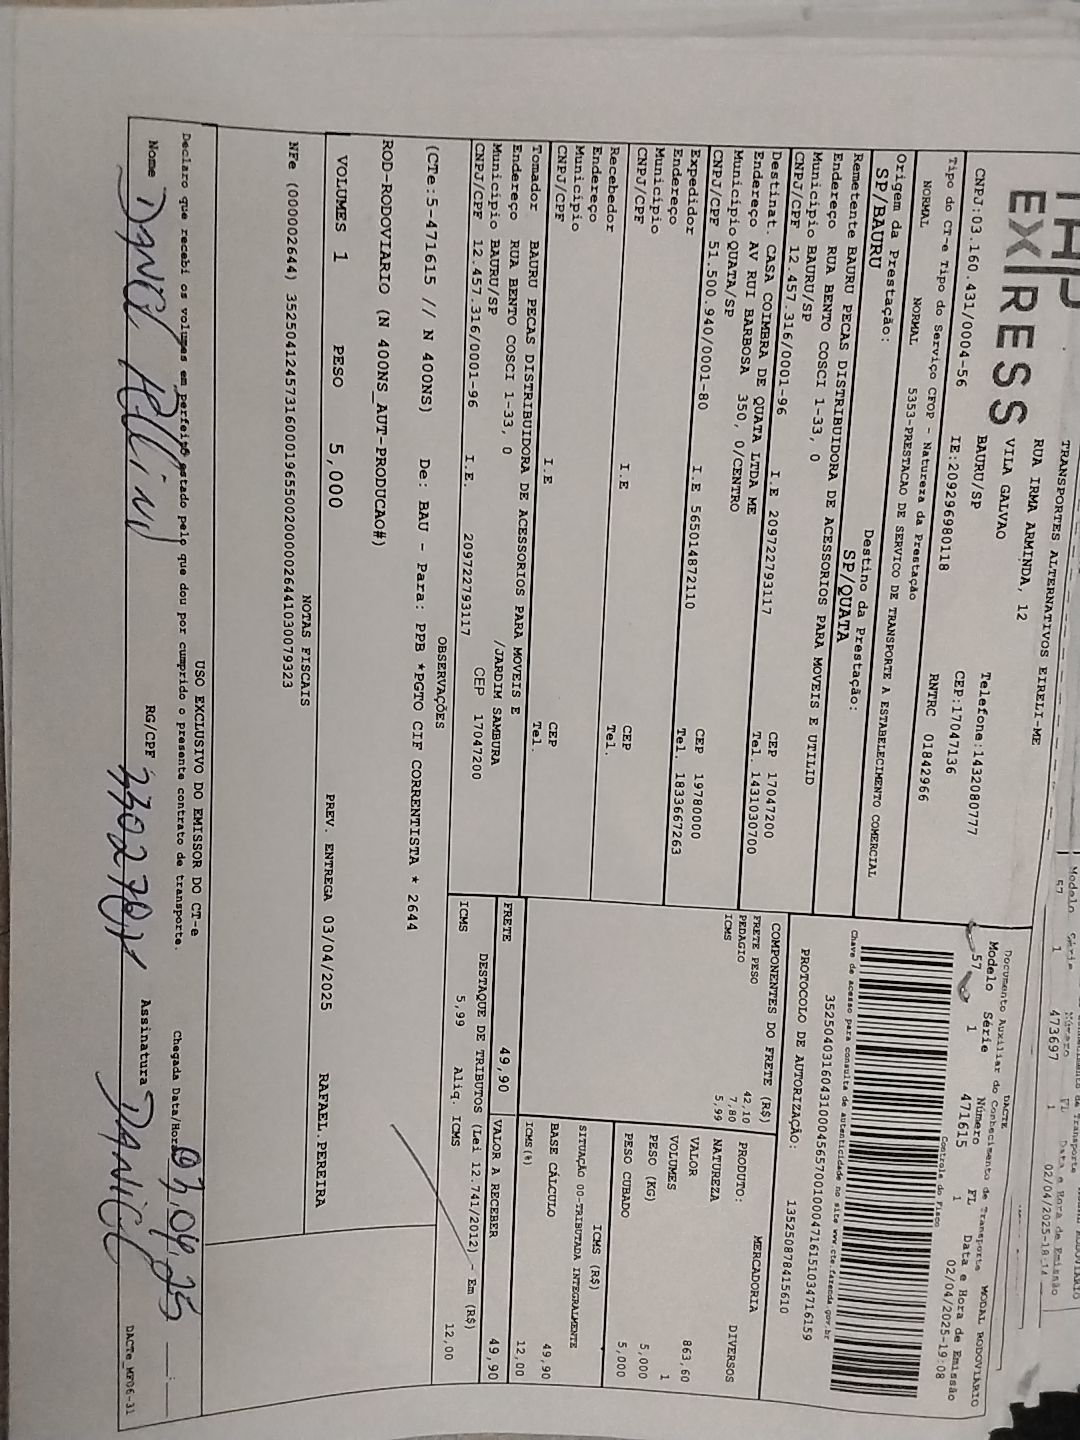 EX|RESS
TRANSPORTES ALTERNATIVOS EIRELI-ME
RUA IRMA ARMINDA, 12
VILA GALVAO
BAURU/SP
Telefone:1432080777
CEP:17047136
CNPJ:03.160.431/0004-56 IE:209296980118
473697
1
02/04/2025-18:14
DACTE
Documento Auxiliar do Conhecimento de Transporte MODAL RODOVIÁRIO
Modelo Série Número FL Data e Hora de Emissão
57 1 471615 1 02/04/2025-19:08
Controle do Fisco
Chave de Acesso para consulta de autenticidade no site www.cte.fazenda.gov.br
35250403160431000456570010004716151034716159
PROTOCOLO DE AUTORIZAÇÃO: 135250878415610
Tipo do CT-e Tipo do Serviço CFOP - Natureza da Prestação RNTRC 01842966
NORMAL NORMAL 5353-PRESTACAO DE SERVICO DE TRANSPORTE A ESTABELECIMENTO COMERCIAL
Origem da Prestação: Destino da Prestação:
SP/BAURU SP/QUATA
Remetente BAURU PECAS DISTRIBUIDORA DE ACESSORIOS PARA MOVEIS E UTILID
Endereço RUA BENTO COSCI 1-33, 0
Município BAURU/SP CEP 17047200
CNPJ/CPF 12.457.316/0001-96 I.E 209722793117 Tel. 1431030700
Destinat. CASA COIMBRA DE QUATA LTDA ME
Endereço AV RUI BARBOSA 350, 0/CENTRO
Município QUATA/SP CEP 19780000
CNPJ/CPF 51.500.940/0001-80 I.E 565014872110 Tel. 1833667263
Expedidor
Endereço
Município CEP
CNPJ/CPF I.E Tel.
Recebedor
Endereço
Município CEP
CNPJ/CPF I.E Tel.
Tomador BAURU PECAS DISTRIBUIDORA DE ACESSORIOS PARA MOVEIS E
Endereço RUA BENTO COSCI 1-33, 0 /JARDIM SAMBURA
Município BAURU/SP CEP 17047200
CNPJ/CPF 12.457.316/0001-96 I.E. 209722793117
COMPONENTES DO FRETE (R$)
FRETE PESO 42,10
PEDAGIO 7,80
ICMS 5,99
PRODUTO: MERCADORIA
NATUREZA DIVERSOS
VALOR 863,60
VOLUMES 1
PESO (KG) 5,000
PESO CUBADO 5,000
ICMS (R$)
SITUAÇÃO 00-TRIBUTADA INTEGRALMENTE
BASE CÁLCULO 49,90
ICMS(%) 12,00
FRETE 49,90 VALOR A RECEBER 49,90
DESTAQUE DE TRIBUTOS (Lei 12.741/2012) - Em (R$)
ICMS 5,99 Aliq. ICMS 12,00
OBSERVAÇÕES
(CTe:5-471615 // N 400NS) De: BAU - Para: PPB *PGTO CIF CORRENTISTA * 2644
ROD-RODOVIARIO (N 400NS_AUT-PRODUCAO#)
VOLUMES 1 PESO 5,000 PREV. ENTREGA 03/04/2025 RAFAEL.PEREIRA
NOTAS FISCAIS
NFe (000002644) 35250412457316000196550020000026441030079323
USO EXCLUSIVO DO EMISSOR DO CT-e
Declaro que recebi os volumes em perfeito estado pelo que dou por cumprido o presente contrato de transporte. Chegada Data/Hora 03.04.25
Nome RG/CPF Assinatura
DACTe_MF06-31